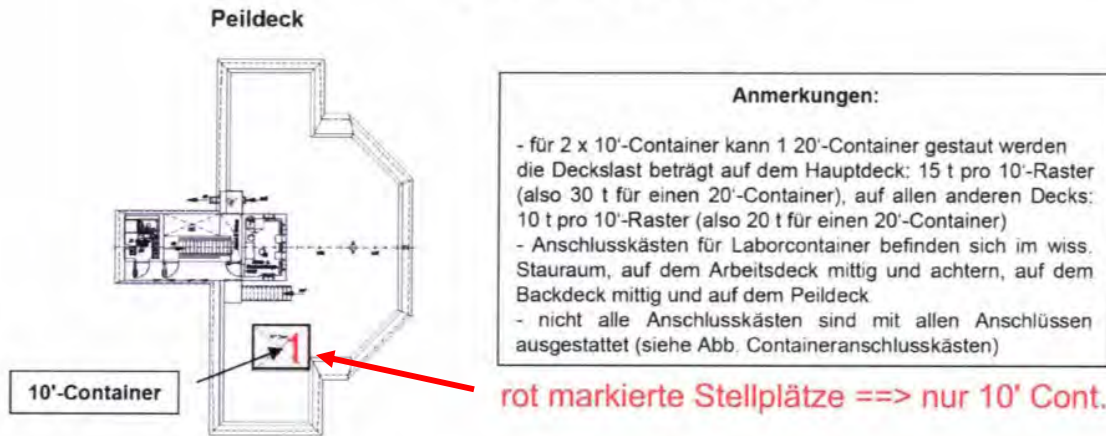 Peildeck
1
10'-Container
Anmerkungen:
- für 2 x 10'-Container kann 1 20'-Container gestaut werden
die Deckslast beträgt auf dem Hauptdeck: 15 t pro 10'-Raster
(also 30 t für einen 20'-Container), auf allen anderen Decks:
10 t pro 10'-Raster (also 20 t für einen 20'-Container)
- Anschlusskästen für Laborcontainer befinden sich im wiss.
Stauraum, auf dem Arbeitsdeck mittig und achtern, auf dem
Backdeck mittig und auf dem Peildeck
- nicht alle Anschlusskästen sind mit allen Anschlüssen
ausgestattet (siehe Abb. Containeranschlusskästen)
rot markierte Stellplätze ==> nur 10' Cont.